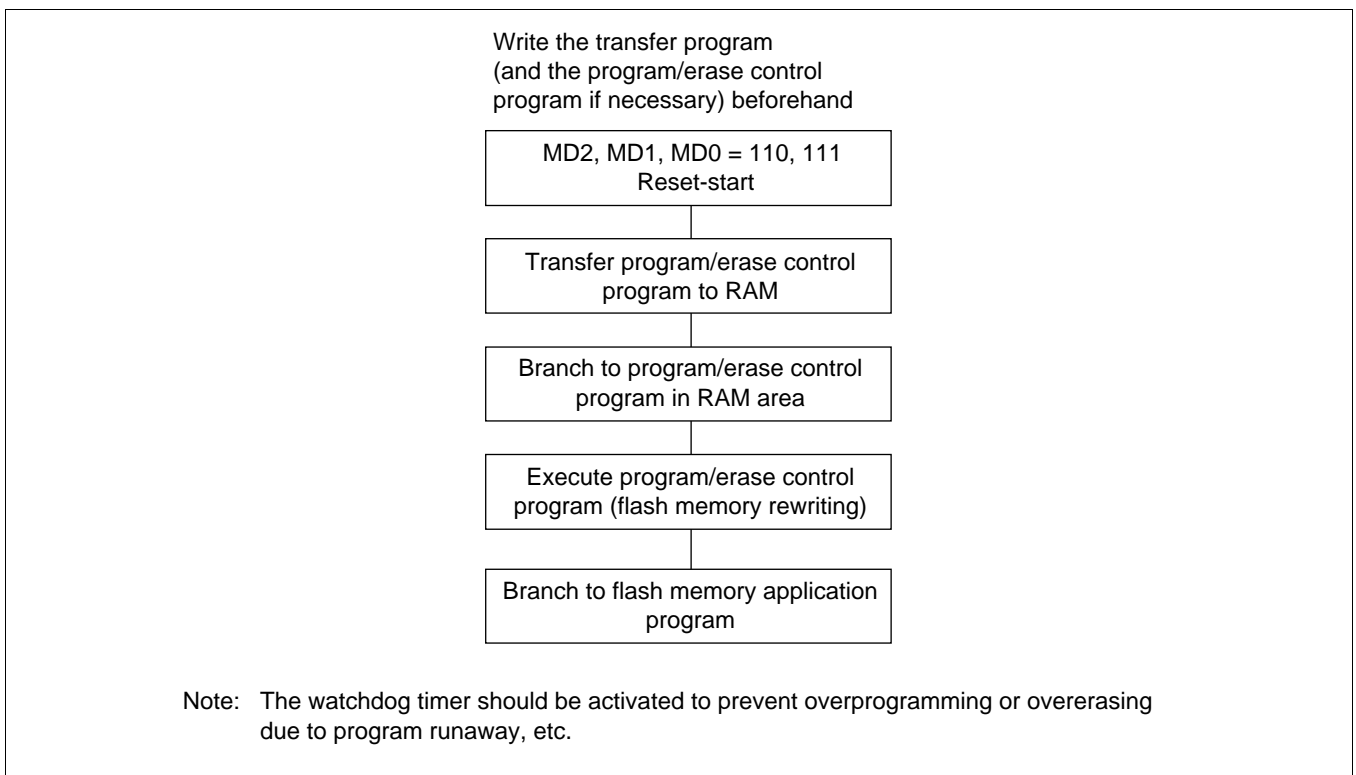 Write the transfer program
(and the program/erase control
program if necessary) beforehand
MD2, MD1, MD0 = 110, 111
Reset-start
Transfer program/erase control
program to RAM
Branch to program/erase control
program in RAM area
Execute program/erase control
program (flash memory rewriting)
Branch to flash memory application
program
Note: The watchdog timer should be activated to prevent overprogramming or overerasing
due to program runaway, etc.